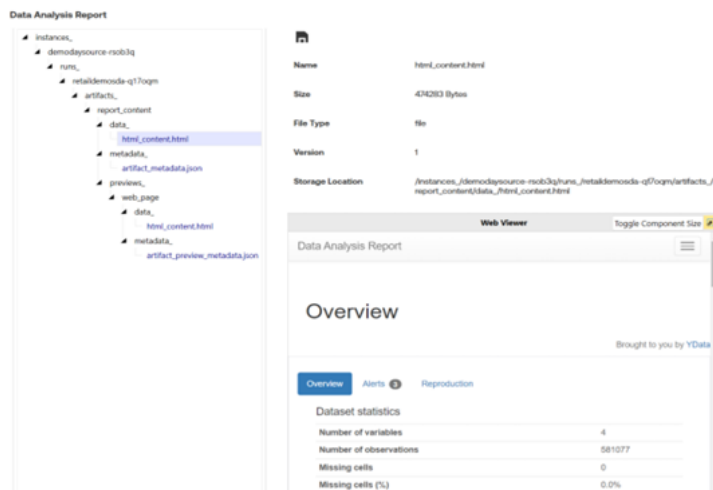 Data Analysis Report
instances_
demodaysource-rsob3q
runs_
retaildemosda-q17oqm
artifacts_
report_content
data_
html_content.html
metadata_
artifact_metadata.json
previews_
web_page
data_
html_content.html
metadata_
artifact_preview_metadata.json
Name html_content.html
Size 474283 Bytes
File Type file
Version 1
Storage Location /instances_/demodaysource-rsob3q/runs_/retaildemosda-q17oqm/artifacts_/
report_content/data_/html_content.html
Web Viewer Toggle Component Size
Data Analysis Report
Overview
Brought to you by YData
Overview Alerts 3 Reproduction
Dataset statistics
Number of variables 4
Number of observations 581077
Missing cells 0
Missing cells (%) 0.0%